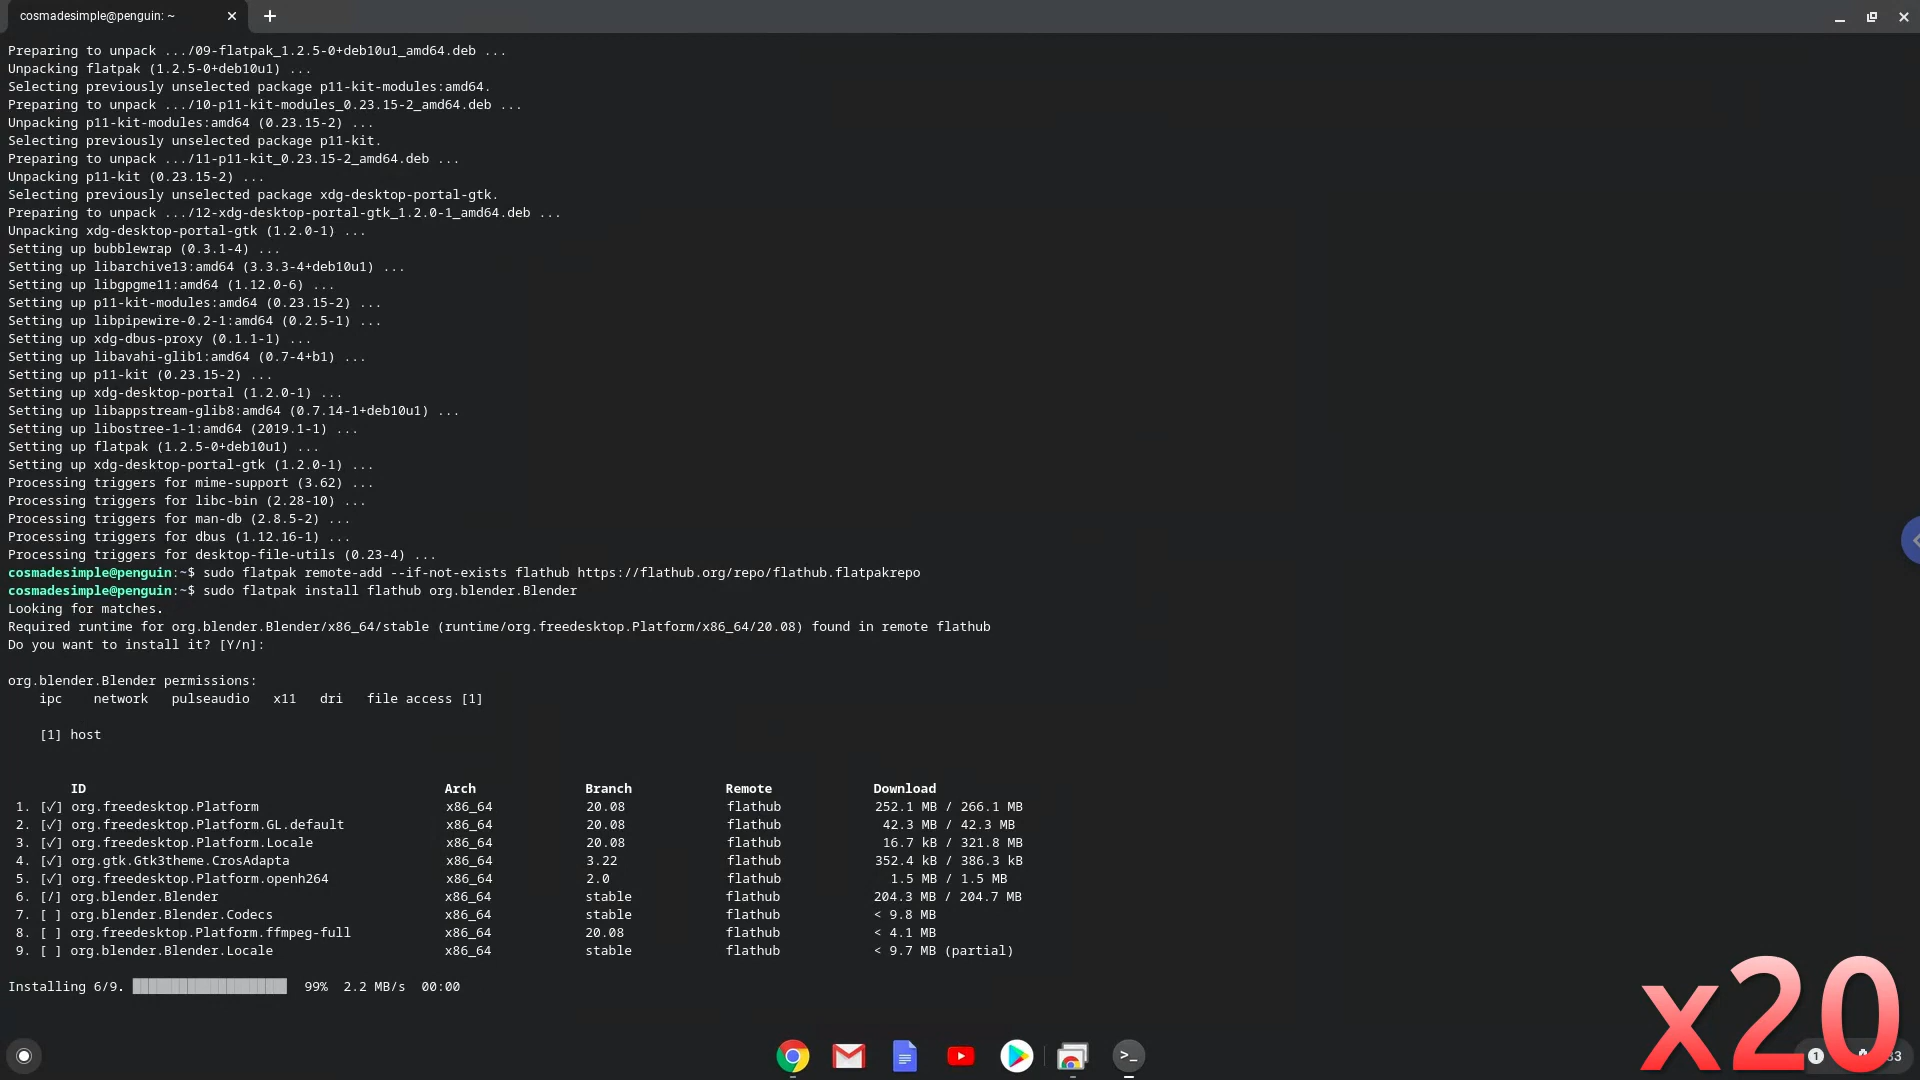 cosmadesimple@penguin: ~
Preparing to unpack .../09-flatpak_1.2.5-0+deb10u1_amd64.deb ...
Unpacking flatpak (1.2.5-0+deb10u1) ...
Selecting previously unselected package p11-kit-modules:amd64.
Preparing to unpack .../10-p11-kit-modules_0.23.15-2_amd64.deb ...
Unpacking p11-kit-modules:amd64 (0.23.15-2) ...
Selecting previously unselected package p11-kit.
Preparing to unpack .../11-p11-kit_0.23.15-2_amd64.deb ...
Unpacking p11-kit (0.23.15-2) ...
Selecting previously unselected package xdg-desktop-portal-gtk.
Preparing to unpack .../12-xdg-desktop-portal-gtk_1.2.0-1_amd64.deb ...
Unpacking xdg-desktop-portal-gtk (1.2.0-1) ...
Setting up bubblewrap (0.3.1-4) ...
Setting up libarchive13:amd64 (3.3.3-4+deb10u1) ...
Setting up libgpgme11:amd64 (1.12.0-6) ...
Setting up p11-kit-modules:amd64 (0.23.15-2) ...
Setting up libpipewire-0.2-1:amd64 (0.2.5-1) ...
Setting up xdg-dbus-proxy (0.1.1-1) ...
Setting up libavahi-glib1:amd64 (0.7-4+b1) ...
Setting up p11-kit (0.23.15-2) ...
Setting up xdg-desktop-portal (1.2.0-1) ...
Setting up libappstream-glib8:amd64 (0.7.14-1+deb10u1) ...
Setting up libostree-1-1:amd64 (2019.1-1) ...
Setting up flatpak (1.2.5-0+deb10u1) ...
Setting up xdg-desktop-portal-gtk (1.2.0-1) ...
Processing triggers for mime-support (3.62) ...
Processing triggers for libc-bin (2.28-10) ...
Processing triggers for man-db (2.8.5-2) ...
Processing triggers for dbus (1.12.16-1) ...
Processing triggers for desktop-file-utils (0.23-4) ...
cosmadesimple@penguin:~$ sudo flatpak remote-add --if-not-exists flathub https://flathub.org/repo/flathub.flatpakrepo
cosmadesimple@penguin:~$ sudo flatpak install flathub org.blender.Blender
Looking for matches.
Required runtime for org.blender.Blender/x86_64/stable (runtime/org.freedesktop.Platform/x86_64/20.08) found in remote flathub
Do you want to install it? [Y/n]:
org.blender.Blender permissions:
ipc network pulseaudio x11 dri file access [1]
[1] host
ID Arch Branch Remote Download
1. [✓] org.freedesktop.Platform x86_64 20.08 flathub 252.1 MB / 266.1 MB
2. [✓] org.freedesktop.Platform.GL.default x86_64 20.08 flathub 42.3 MB / 42.3 MB
3. [✓] org.freedesktop.Platform.Locale x86_64 20.08 flathub 16.7 kB / 321.8 MB
4. [✓] org.gtk.Gtk3theme.CrosAdapta x86_64 3.22 flathub 352.4 kB / 386.3 kB
5. [✓] org.freedesktop.Platform.openh264 x86_64 2.0 flathub 1.5 MB / 1.5 MB
6. [/] org.blender.Blender x86_64 stable flathub 204.3 MB / 204.7 MB
7. [ ] org.blender.Blender.Codecs x86_64 stable flathub < 9.8 MB
8. [ ] org.freedesktop.Platform.ffmpeg-full x86_64 20.08 flathub < 4.1 MB
9. [ ] org.blender.Blender.Locale x86_64 stable flathub < 9.7 MB (partial)
Installing 6/9. 99% 2.2 MB/s 00:00
x20
1